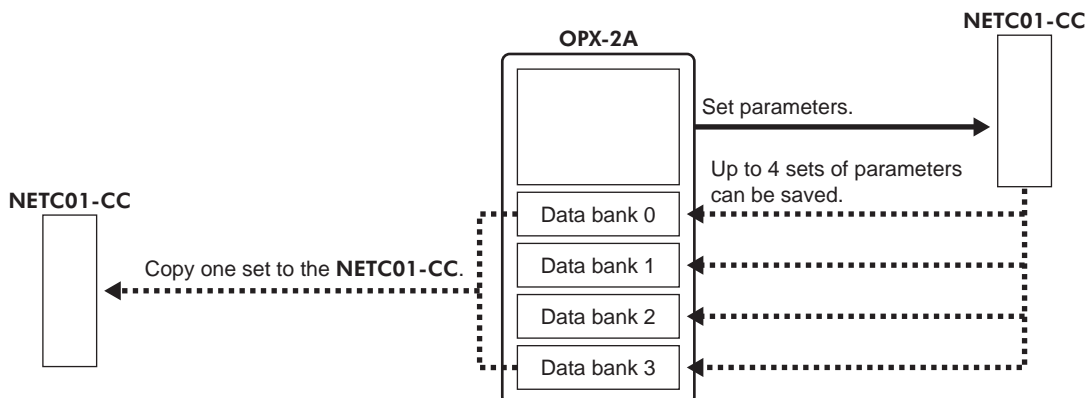 NETC01-CC
OPX-2A
Set parameters.
Up to 4 sets of parameters
can be saved.
NETC01-CC
Data bank 0
Copy one set to the NETC01-CC.
Data bank 1
Data bank 2
Data bank 3